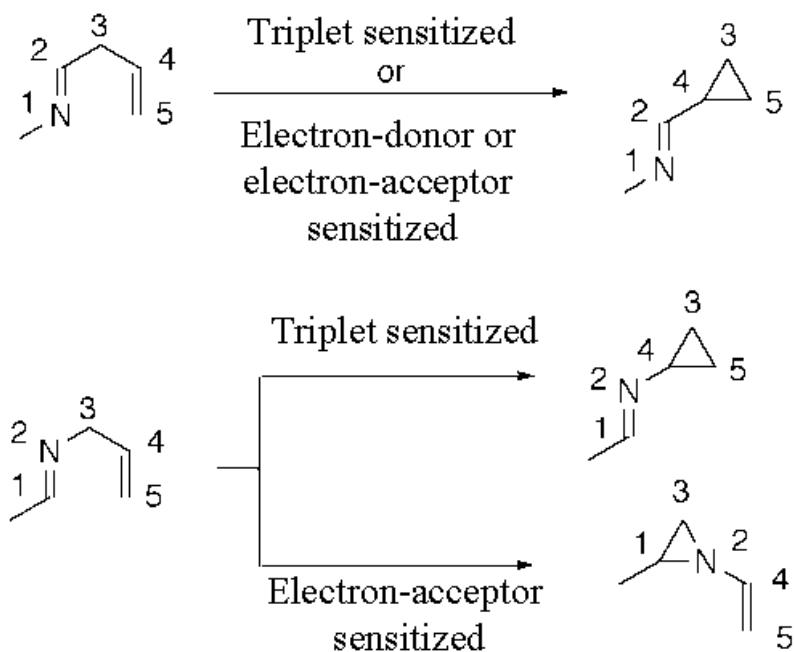 3
2
4
1
N
5
Triplet sensitized
or
Electron-donor or
electron-acceptor
sensitized
3
4
5
2
1
N
Triplet sensitized
3
4
5
2
N
1
3
2
N
4
1
5
3
1
2
N
4
5
Electron-acceptor
sensitized